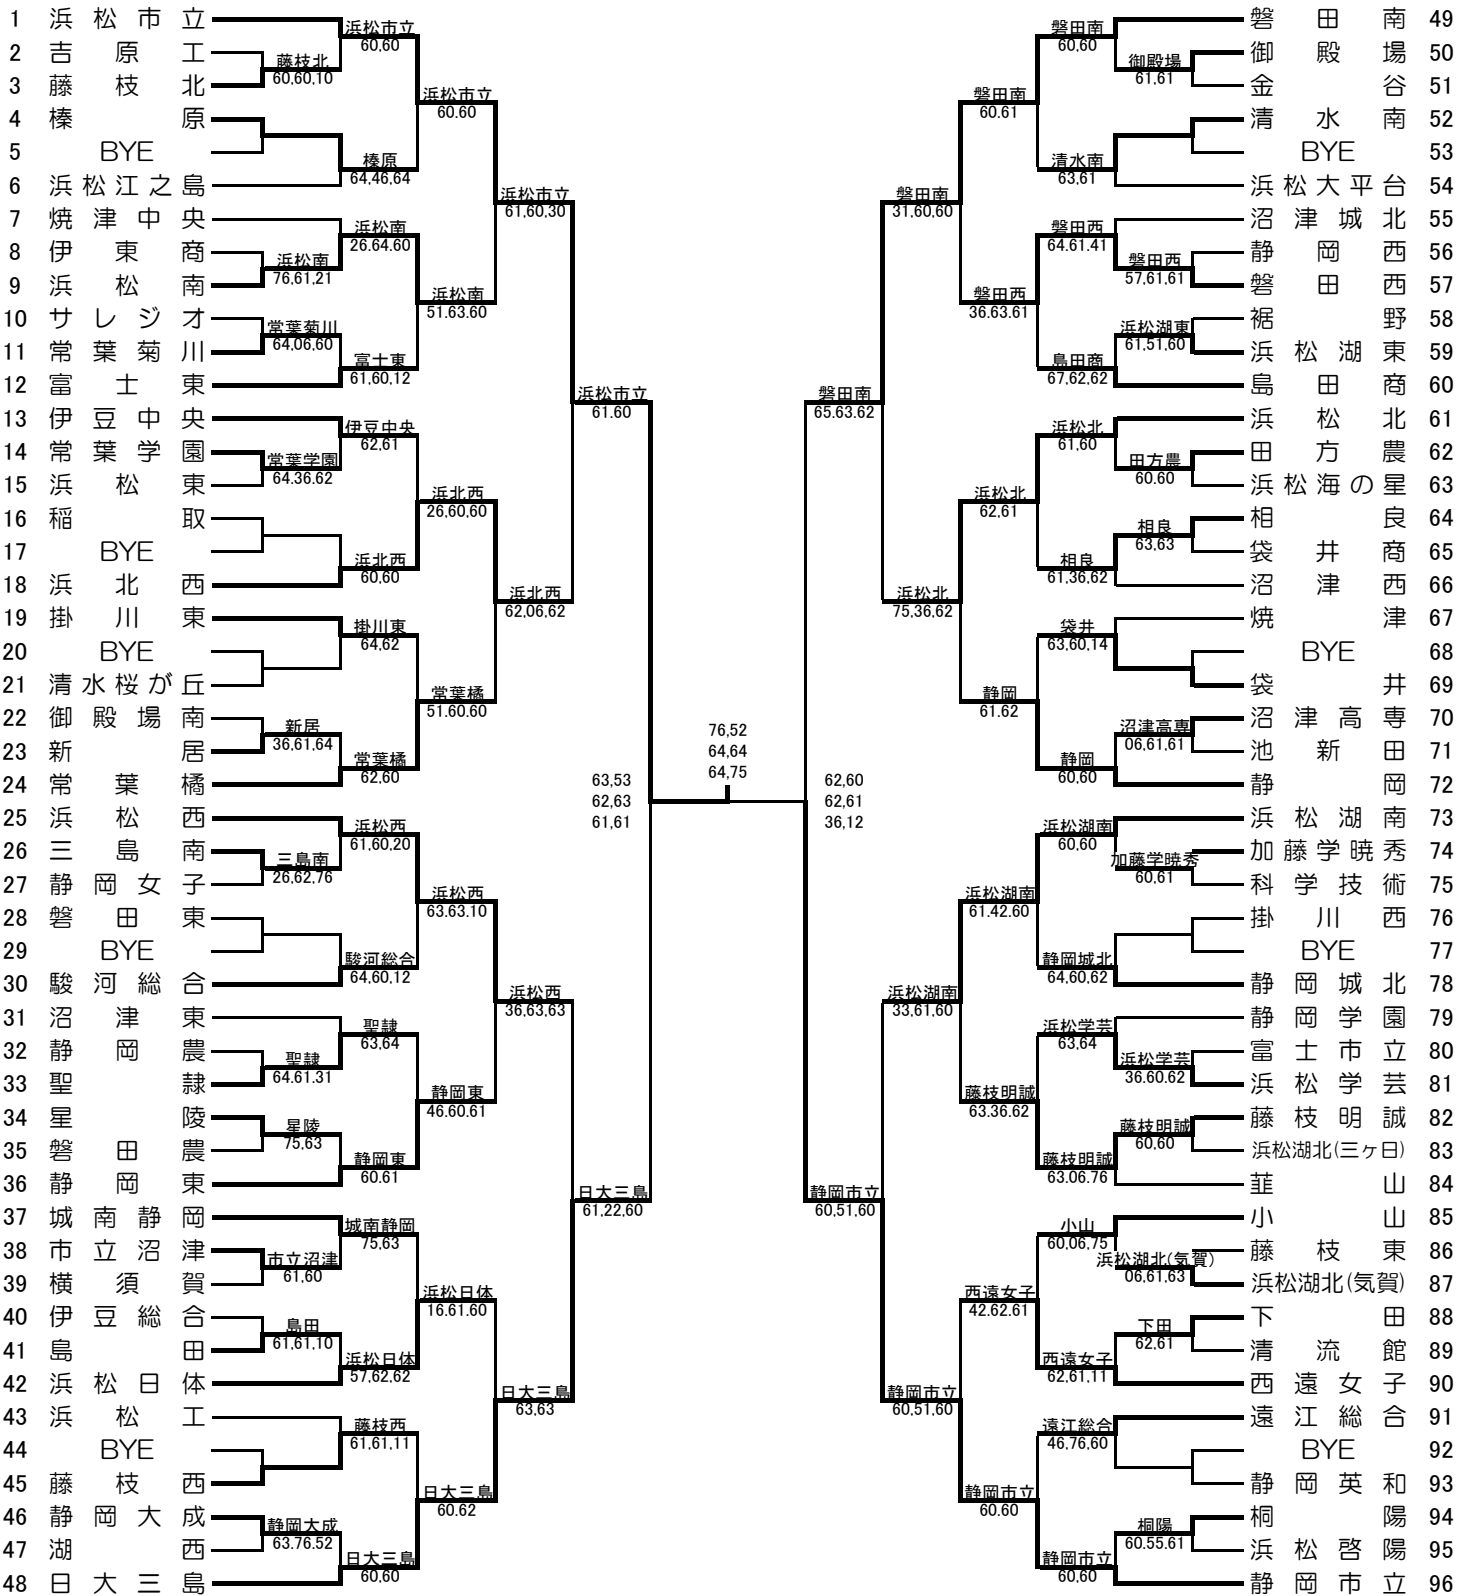 1 浜松市立
2 吉原工
3 藤枝北
4 榛原
5 BYE
6 浜松江之島
7 焼津中央
8 伊東商
9 浜松南
10 サレジオ
11 常葉菊川
12 富士東
13 伊豆中央
14 常葉学園
15 浜松東
16 稲取
17 BYE
18 浜北西
19 掛川東
20 BYE
21 清水桜が丘
22 御殿場南
23 新居
24 常葉橘
25 浜松西
26 三島南
27 静岡女子
28 磐田東
29 BYE
30 駿河総合
31 沼津東
32 静岡農
33 聖隷
34 星陵
35 磐田農
36 静岡東
37 城南静岡
38 市立沼津
39 横須賀
40 伊豆総合
41 島田
42 浜松日体
43 浜松工
44 BYE
45 藤枝西
46 静岡大成
47 湖西
48 日大三島
藤枝北
60,60,10
浜松南
76,61,21
常葉菊川
64,06,60
常葉学園
64.36.62
新居
36,61,64
三島南
26,62,76
聖隷
64.61.31
星陵
75,63
市立沼津
61,60
島田
61,61,10
静岡大成
63.76.52
浜松市立
60,60
榛原
64,46,64
浜松南
26.64.60
富士東
61,60,12
伊豆中央
62,61
浜北西
60,60
掛川東
64,62
常葉橘
62,60
浜松西
61,60,20
駿河総合
64,60,12
聖隷
63,64
静岡東
60.61
城南静岡
75,63
浜松日体
57,62,62
藤枝西
61,61,11
日大三島
60,60
浜松市立
60.60
浜松南
51.63.60
浜北西
26,60,60
常葉橘
51.60.60
浜松西
63.63.10
静岡東
46.60.61
浜松日体
16.61.60
日大三島
60.62
浜松市立
61,60,30
浜北西
62,06,62
浜松西
36,63,63
日大三島
63,63
浜松市立
61.60
日大三島
61,22,60
63,53
62,63
61,61
76,52
64,64
64,75
62,60
62,61
36,12
磐田南
65.63.62
静岡市立
60,51,60
磐田南
31.60,60
浜松北
75,36,62
浜松湖南
33,61,60
静岡市立
60,51,60
磐田南
60.61
磐田西
36.63.61
浜松北
62,61
静岡
61.62
浜松湖南
61.42.60
藤枝明誠
63.36.62
西遠女子
42.62.61
静岡市立
60.60
磐田南
60,60
清水南
63,61
磐田西
64.61.41
島田商
67,62,62
浜松北
61,60
相良
61,36,62
袋井
63,60,14
静岡
60,60
浜松湖南
60,60
静岡城北
64,60,62
浜松学芸
63,64
藤枝明誠
63.06.76
小山
60,06,75
西遠女子
62,61,11
遠江総合
46,76,60
静岡市立
60,60
御殿場
61,61
磐田西
57,61,61
浜松湖東
61,51,60
田方農
60.60
相良
63,63
沼津高専
06,61,61
加藤学暁秀
60,61
浜松学芸
36.60.62
藤枝明誠
60,60
浜松湖北(気賀)
06,61,63
下田
62,61
桐陽
60.55.61
磐田南 49
御殿場 50
金谷 51
清水南 52
BYE 53
浜松大平台 54
沼津城北 55
静岡西 56
磐田西 57
裾野 58
浜松湖東 59
島田商 60
浜松北 61
田方農 62
浜松海の星 63
相良 64
袋井商 65
沼津西 66
焼津 67
BYE 68
袋井 69
沼津高専 70
池新田 71
静岡 72
浜松湖南 73
加藤学暁秀 74
科学技術 75
掛川西 76
BYE 77
静岡城北 78
静岡学園 79
富士市立 80
浜松学芸 81
藤枝明誠 82
浜松湖北(三ヶ日) 83
韮山 84
小山 85
藤枝東 86
浜松湖北(気賀) 87
下田 88
清流館 89
西遠女子 90
遠江総合 91
BYE 92
静岡英和 93
桐陽 94
浜松啓陽 95
静岡市立 96